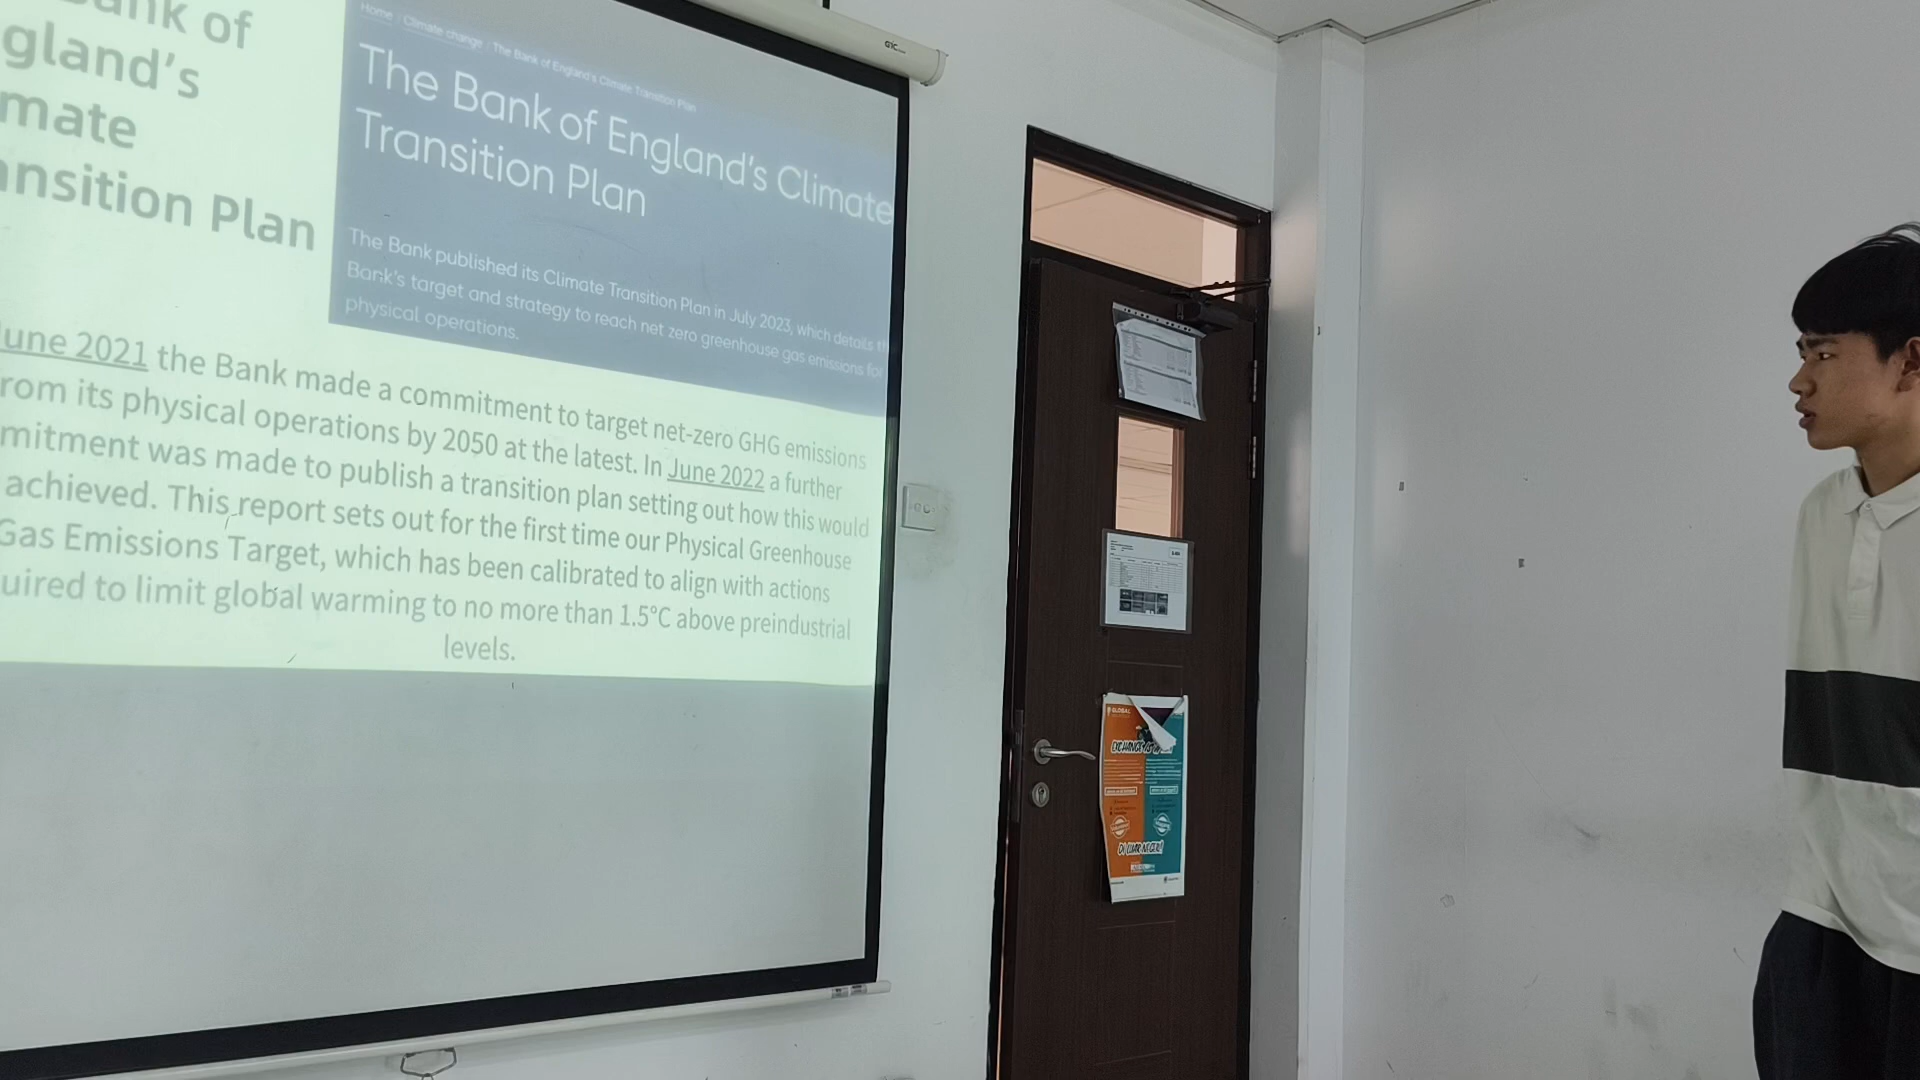 ank of
gland's
mate
ansition Plan
Home / Climate change / The Bank of England's Climate Transition Plan
The Bank of England's Climate
Transition Plan
The Bank published its Climate Transition Plan in July 2023, which details t
Bank's target and strategy to reach net zero greenhouse gas emissions for
physical operations.
June 2021 the Bank made a commitment to target net-zero GHG emissions
rom its physical operations by 2050 at the latest. In June 2022 a further
mitment was made to publish a transition plan setting out how this would
achieved. This report sets out for the first time our Physical Greenhouse
Gas Emissions Target, which has been calibrated to align with actions
uired to limit global warming to no more than 1.5°C above preindustrial
levels.
GLOBAL
DI LUAR NEGERI